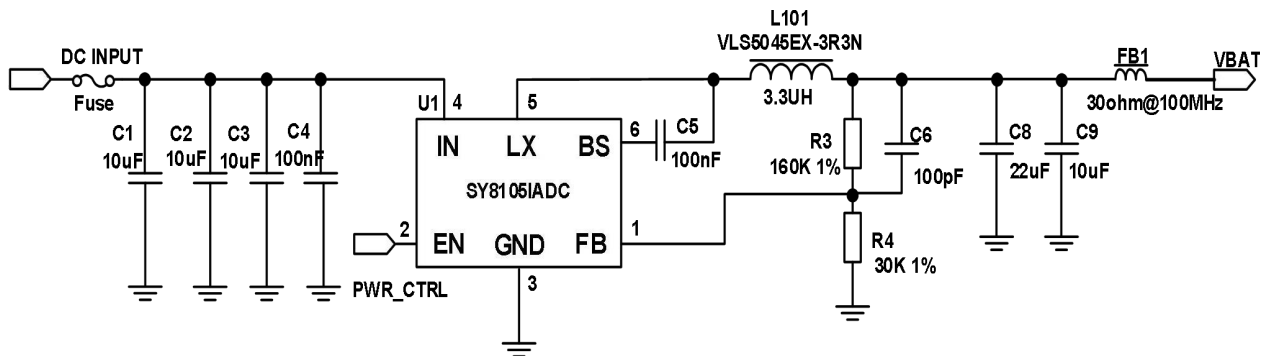 L101
VLS5045EX-3R3N
3.3UH
DC INPUT
Fuse
FB1
VBAT
30ohm@100MHz
C1
10uF
C2
10uF
C3
10uF
C4
100nF
U1
4
5
6
IN
LX
BS
SY8105IADC
2
EN
GND
FB
1
3
PWR_CTRL
C5
100nF
R3
160K 1%
C6
100pF
R4
30K 1%
C8
22uF
C9
10uF